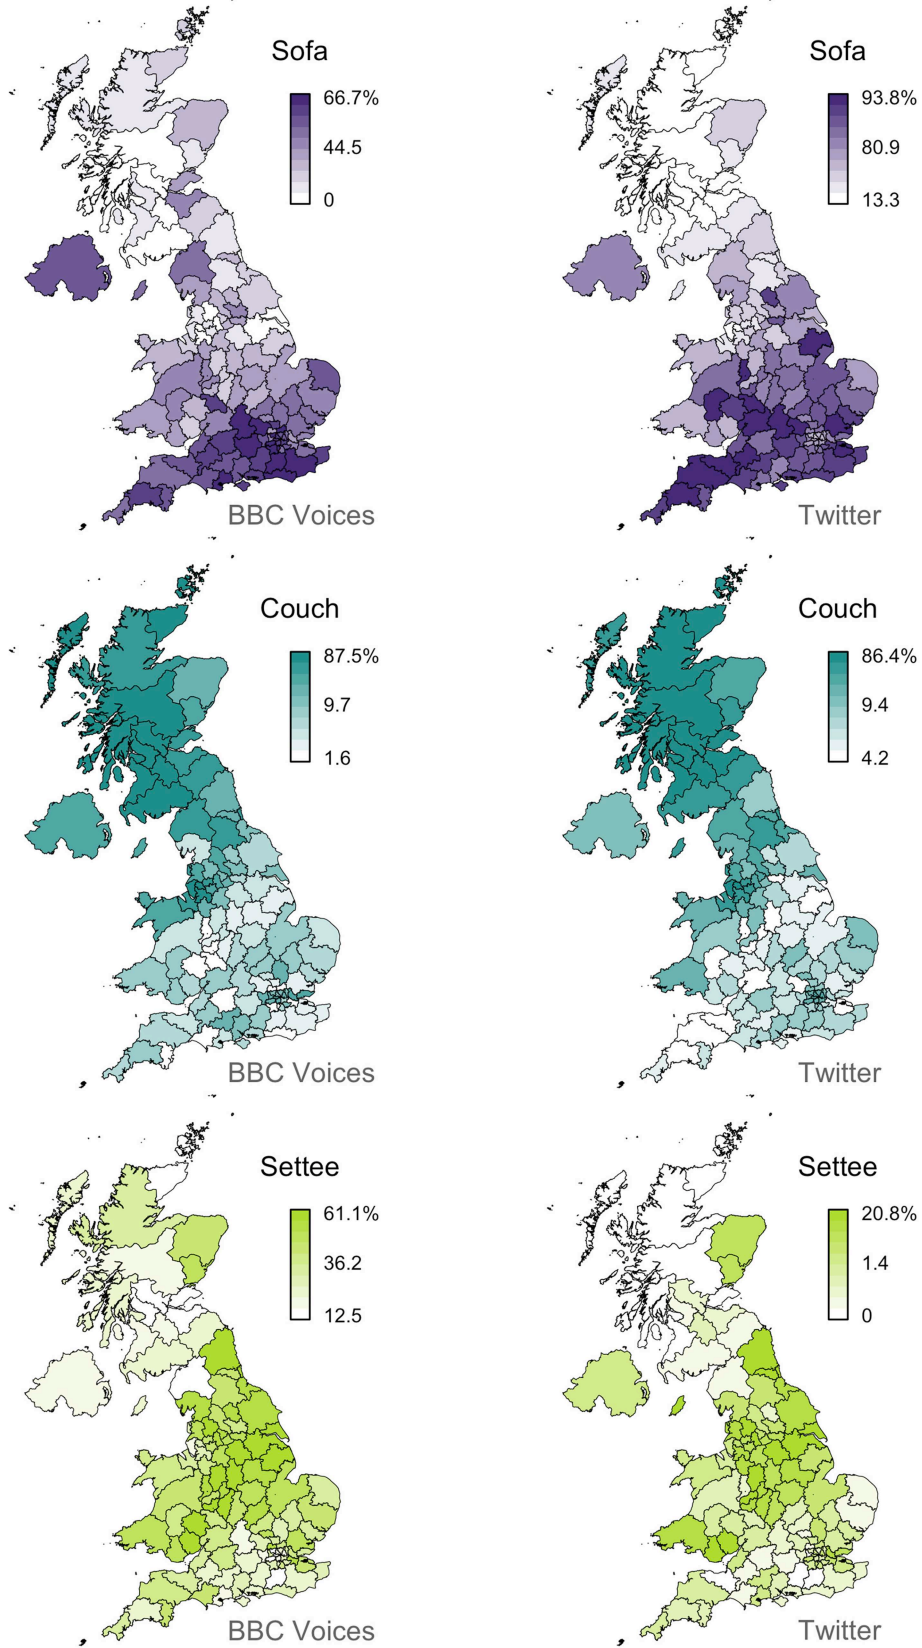 Sofa
66.7%
44.5
0
BBC Voices
Sofa
93.8%
80.9
13.3
Twitter
Couch
87.5%
9.7
1.6
BBC Voices
Couch
86.4%
9.4
4.2
Twitter
Settee
61.1%
36.2
12.5
BBC Voices
Settee
20.8%
1.4
0
Twitter